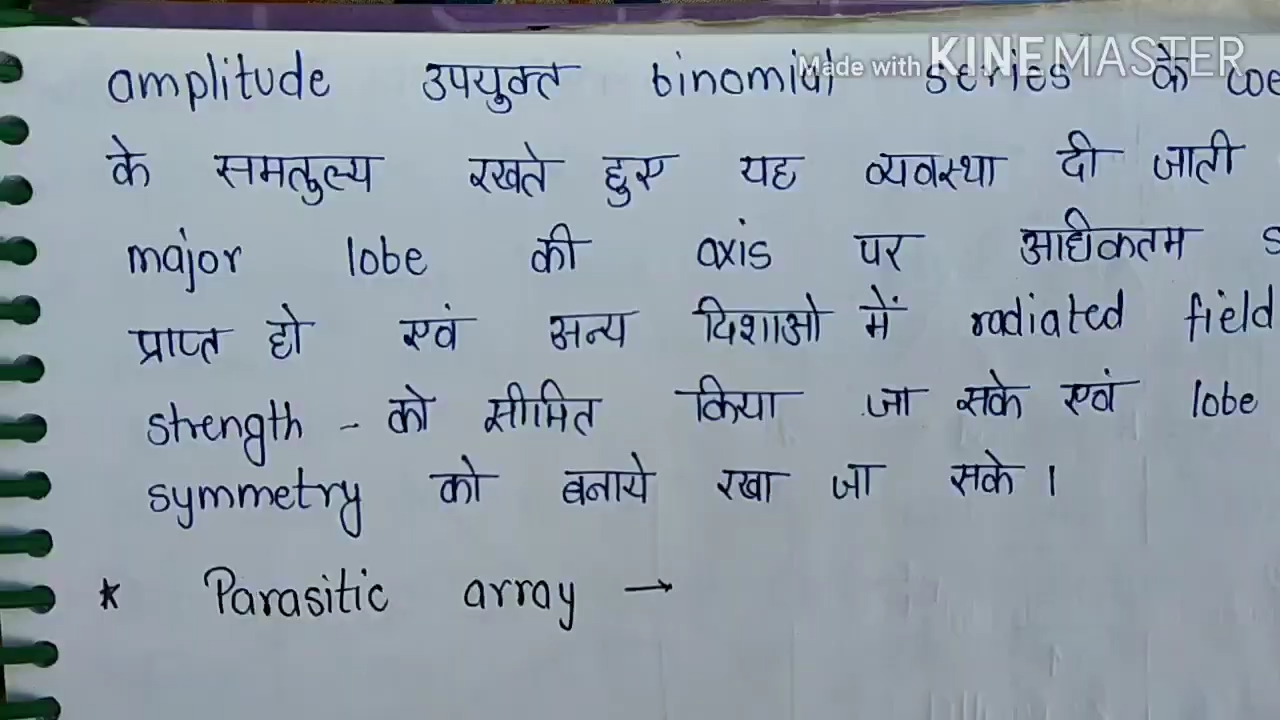 Made with KINEMASTER
amplitude उपयुक्त binomial series के coe
के समतुल्य रखते हुए यह व्यवस्था दी जाती
major lobe की axis पर अधिकतम s
प्राप्त हो एवं अन्य दिशाओ में radiated field
strength - को सीमित किया जा सके एवं lobe
symmetry को बनाये रखा जा सके ।
* Parasitic array →